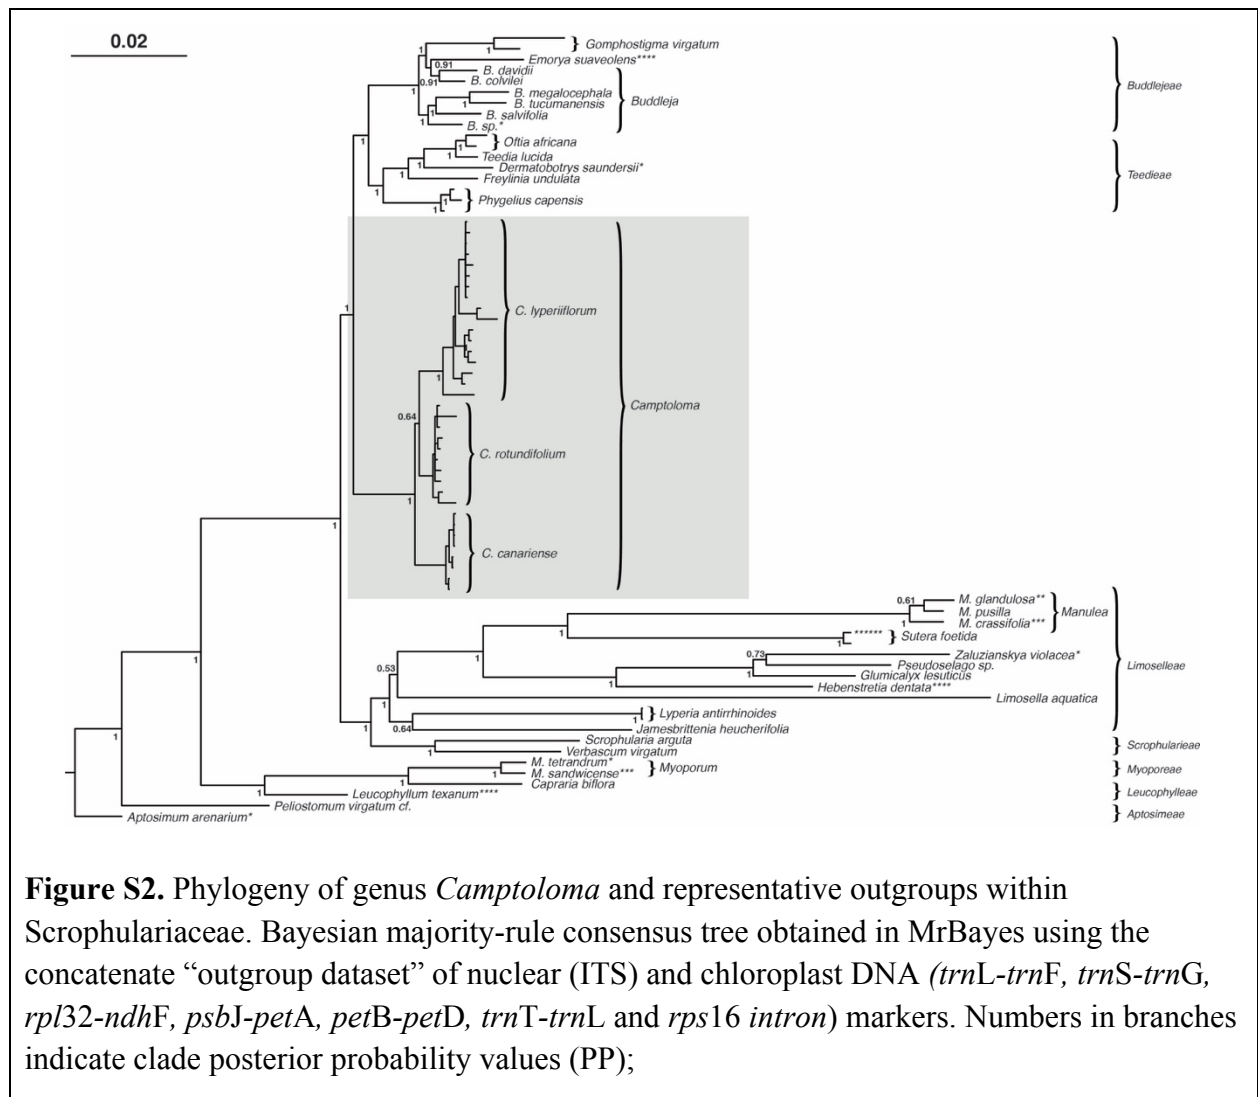 0.02
1
} Gomphostigma virgatum
Emorya suaveolens****
1
0.91
B. davidii
0.91
B. colvilei
1
B. megalocephala
1
B. tucumanensis
1
B. salvifolia
1
B. sp.*
Buddleja
Buddlejeae
1
1
} Oftia africana
1
Teedia lucida
1
Dermatobotrys saundersii*
1
Freylinia undulata
1
1
} Phygelius capensis
1
Teedieae
1
C. lyperiiflorum
1
Camptoloma
0.64
C. rotundifolium
1
C. canariense
1
0.61
M. glandulosa**
M. pusilla
1
M. crassifolia***
Manulea
1
******
1
} Sutera foetida
0.73
Zaluzianskya violacea*
1
Pseudoselago sp.
1
Glumicalyx lesuticus
1
Hebenstretia dentata****
0.53
Limosella aquatica
1
} Lyperia antirrhinoides
0.64
Jamesbrittenia heucherifolia
Limoselleae
1
Scrophularia arguta
1
Verbascum virgatum
} Scrophularieae
1
M. tetrandrum*
1
M. sandwicense***
} Myoporum
} Myoporeae
1
Capraria biflora
1
Leucophyllum texanum****
} Leucophylleae
1
Peliostomum virgatum cf.
Aptosimum arenarium*
} Aptosimeae
Figure S2. Phylogeny of genus Camptoloma and representative outgroups within
Scrophulariaceae. Bayesian majority-rule consensus tree obtained in MrBayes using the
concatenate “outgroup dataset” of nuclear (ITS) and chloroplast DNA (trnL-trnF, trnS-trnG,
rpl32-ndhF, psbJ-petA, petB-petD, trnT-trnL and rps16 intron) markers. Numbers in branches
indicate clade posterior probability values (PP);